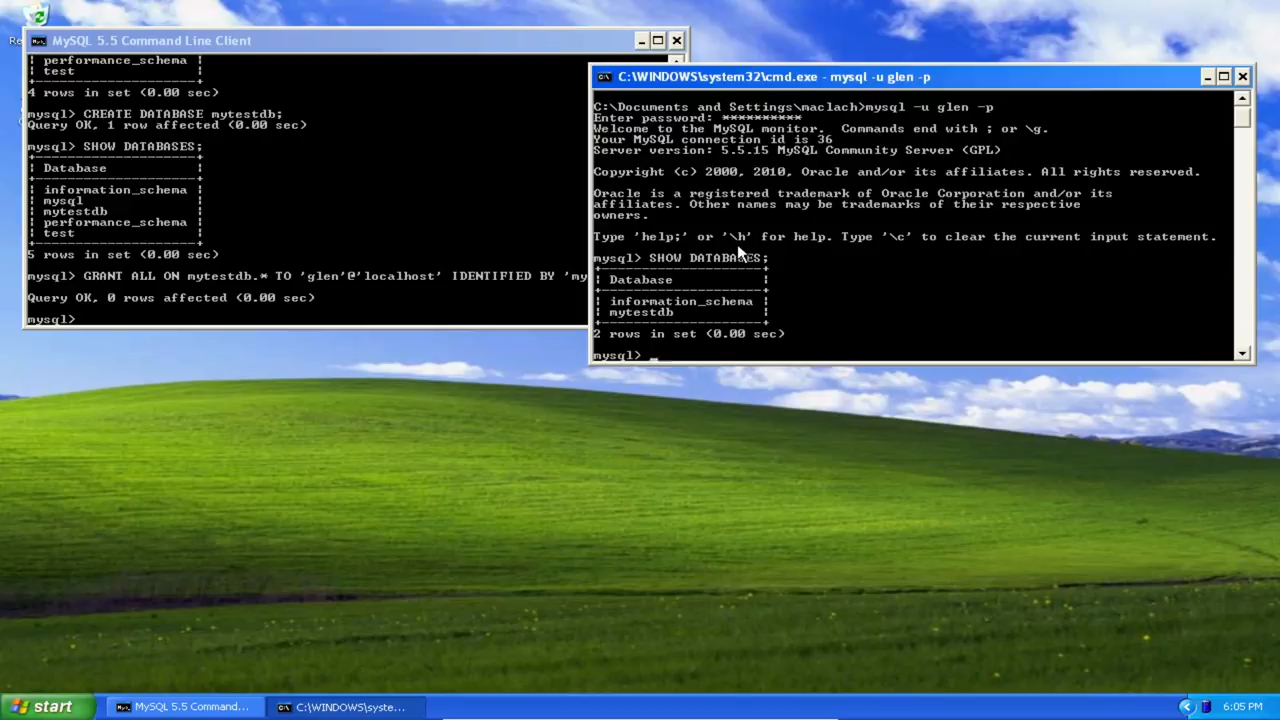 Re
MySQL 5.5 Command Line Client
| performance_schema |
| test |
4 rows in set (0.00 sec)
mysql> CREATE DATABASE mytestdb;
Query OK, 1 row affected (0.00 sec)
mysql> SHOW DATABASES;
| Database |
| information_schema |
| mysql |
| mytestdb |
| performance_schema |
| test |
5 rows in set (0.00 sec)
mysql> GRANT ALL ON mytestdb.* TO 'glen'@'localhost' IDENTIFIED BY 'my
Query OK, 0 rows affected (0.00 sec)
mysql>
C:\WINDOWS\system32\cmd.exe - mysql -u glen -p
C:\Documents and Settings\maclach>mysql -u glen -p
Enter password: **********
Welcome to the MySQL monitor.  Commands end with ; or \g.
Your MySQL connection id is 36
Server version: 5.5.15 MySQL Community Server (GPL)
Copyright (c) 2000, 2010, Oracle and/or its affiliates. All rights reserved.
Oracle is a registered trademark of Oracle Corporation and/or its
affiliates. Other names may be trademarks of their respective
owners.
Type 'help;' or '\h' for help. Type '\c' to clear the current input statement.
mysql> SHOW DATABASES;
| Database |
| information_schema |
| mytestdb |
2 rows in set (0.00 sec)
mysql> _
start
MySQL 5.5 Command...
C:\WINDOWS\syste...
6:05 PM